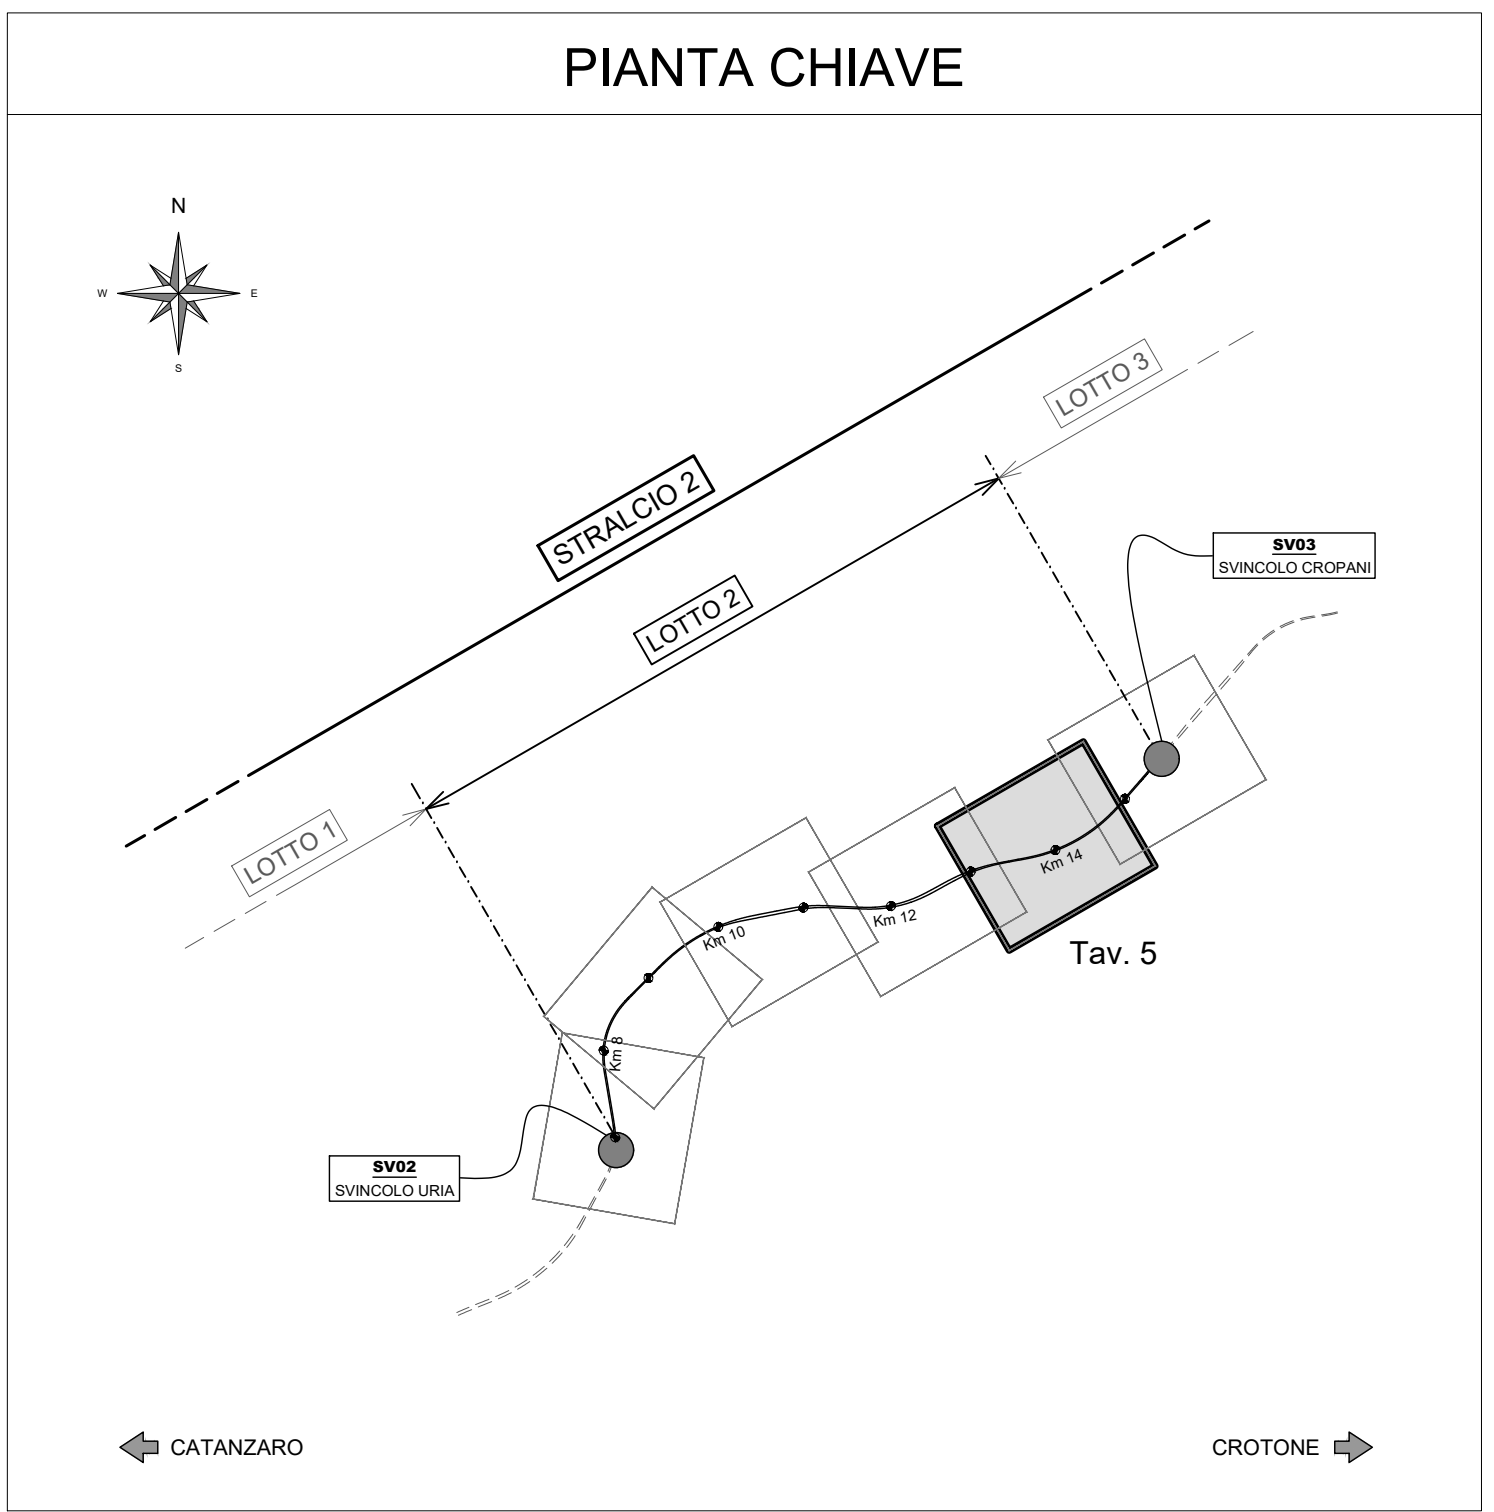 PIANTA CHIAVE
N
W
E
S
LOTTO 3
STRALCIO 2
SV03
SVINCOLO CROPANI
LOTTO 2
LOTTO 1
Km 14
Km 12
Km 10
Tav. 5
Km 8
SV02
SVINCOLO URIA
CATANZARO
CROTONE